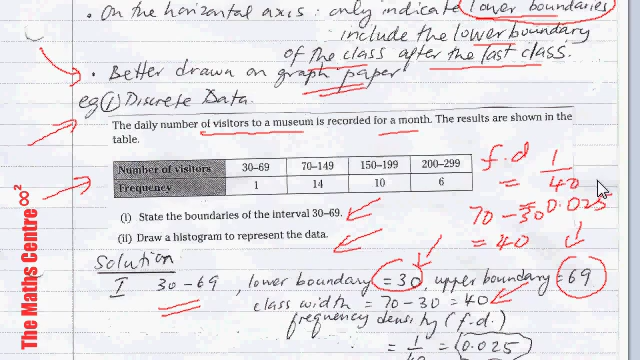 • On the horizontal axis : only indicate lower boundaries
include the lower boundary
of the class after the last class.
• Better drawn on graph paper
eg (1) Discrete Data.
The daily number of visitors to a museum is recorded for a month. The results are shown in the
table.
Number of visitors 30–69 70–149 150–199 200–299
Frequency 1 14 10 6
f.d = 1/40
= 0.025
70 – 30
= 40
(i) State the boundaries of the interval 30–69.
(ii) Draw a histogram to represent the data.
Solution
I 30 – 69 , lower boundary = 30, upper boundary = 69
class width = 70 – 30 = 40
frequency density (f.d.)
= 1/40 = 0.025
The Maths Centre∞²